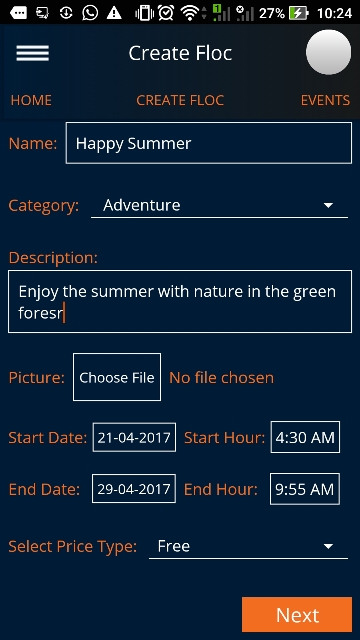 27% 10:24
Create Floc
HOME CREATE FLOC EVENTS
Name: Happy Summer
Category: Adventure
Description:
Enjoy the summer with nature in the green
foresr
Picture: Choose File No file chosen
Start Date: 21-04-2017 Start Hour: 4:30 AM
End Date: 29-04-2017 End Hour: 9:55 AM
Select Price Type: Free
Next